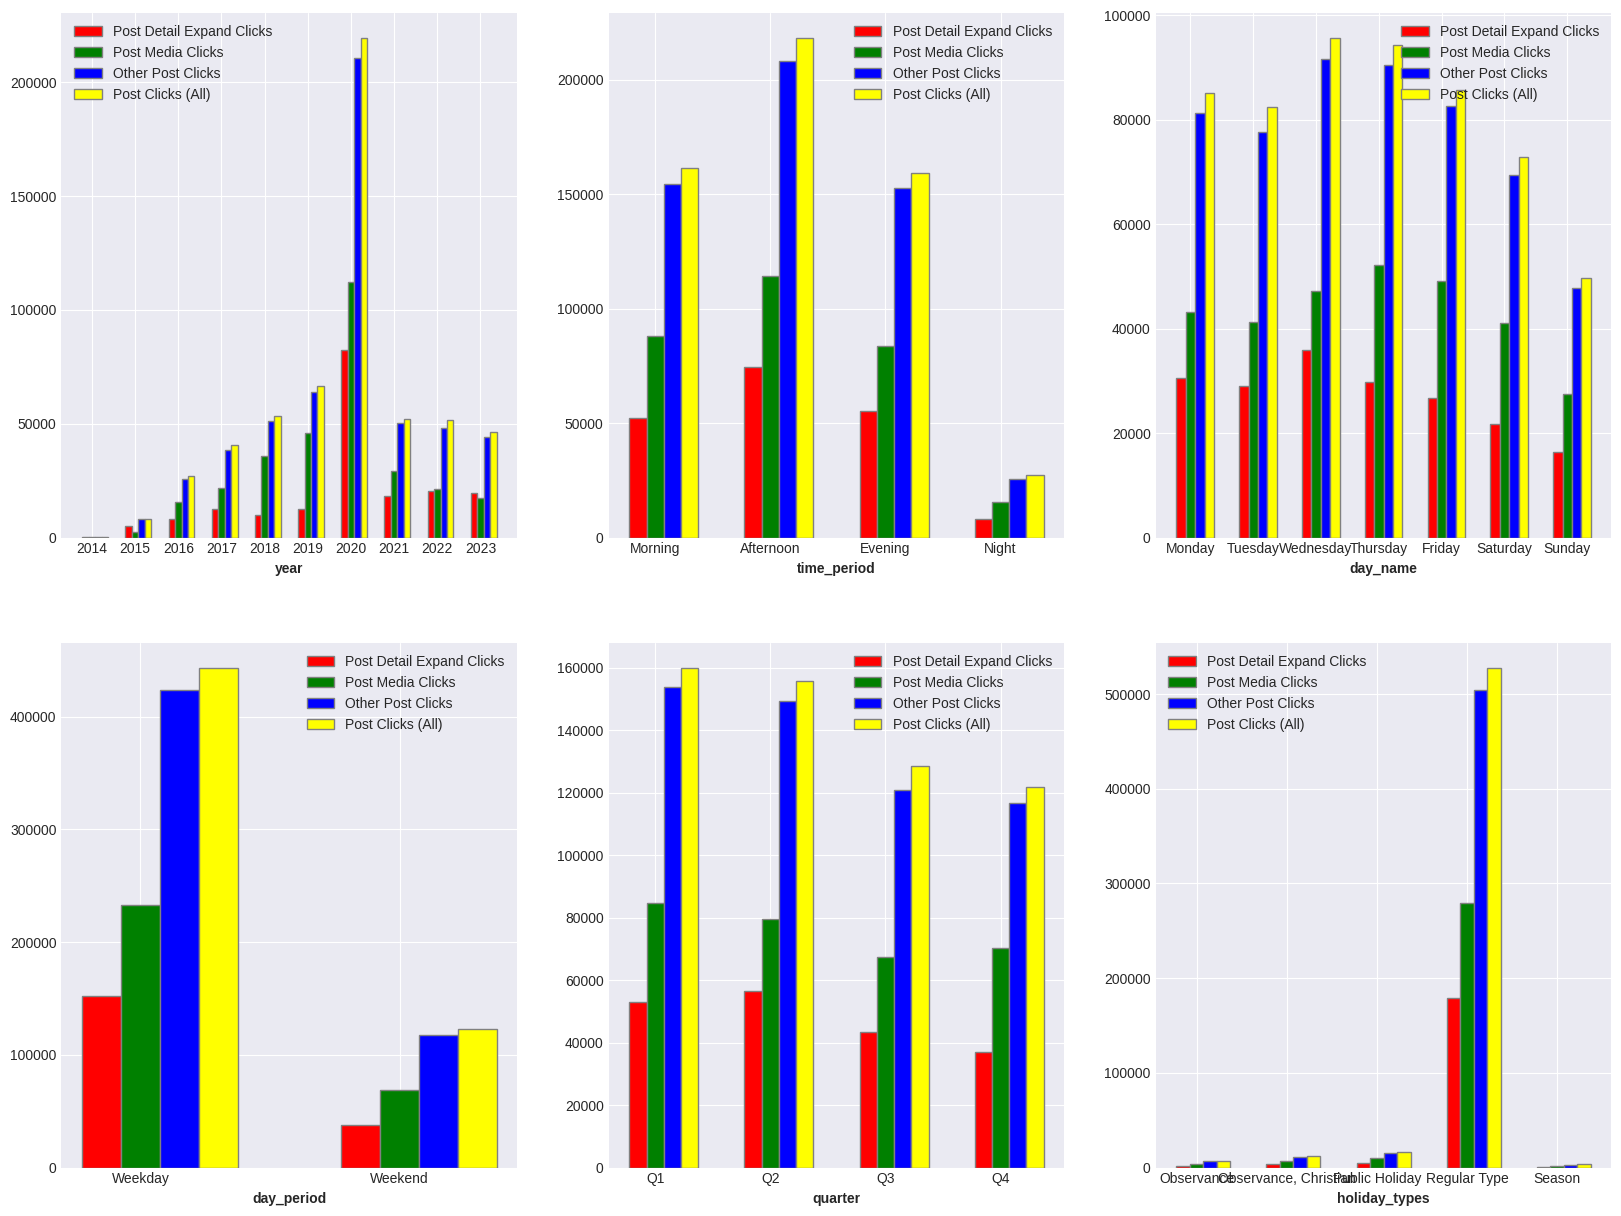 Post Detail Expand Clicks
Post Media Clicks
Other Post Clicks
Post Clicks (All)
200000
150000
100000
50000
0
2014 2015 2016 2017 2018 2019 2020 2021 2022 2023
year
Post Detail Expand Clicks
Post Media Clicks
Other Post Clicks
Post Clicks (All)
200000
150000
100000
50000
0
Morning Afternoon Evening Night
time_period
Post Detail Expand Clicks
Post Media Clicks
Other Post Clicks
Post Clicks (All)
100000
80000
60000
40000
20000
0
Monday Tuesday Wednesday Thursday Friday Saturday Sunday
day_name
Post Detail Expand Clicks
Post Media Clicks
Other Post Clicks
Post Clicks (All)
400000
300000
200000
100000
0
Weekday Weekend
day_period
Post Detail Expand Clicks
Post Media Clicks
Other Post Clicks
Post Clicks (All)
160000
140000
120000
100000
80000
60000
40000
20000
0
Q1 Q2 Q3 Q4
quarter
Post Detail Expand Clicks
Post Media Clicks
Other Post Clicks
Post Clicks (All)
500000
400000
300000
200000
100000
0
Observance Observance, Christian Public Holiday Regular Type Season
holiday_types